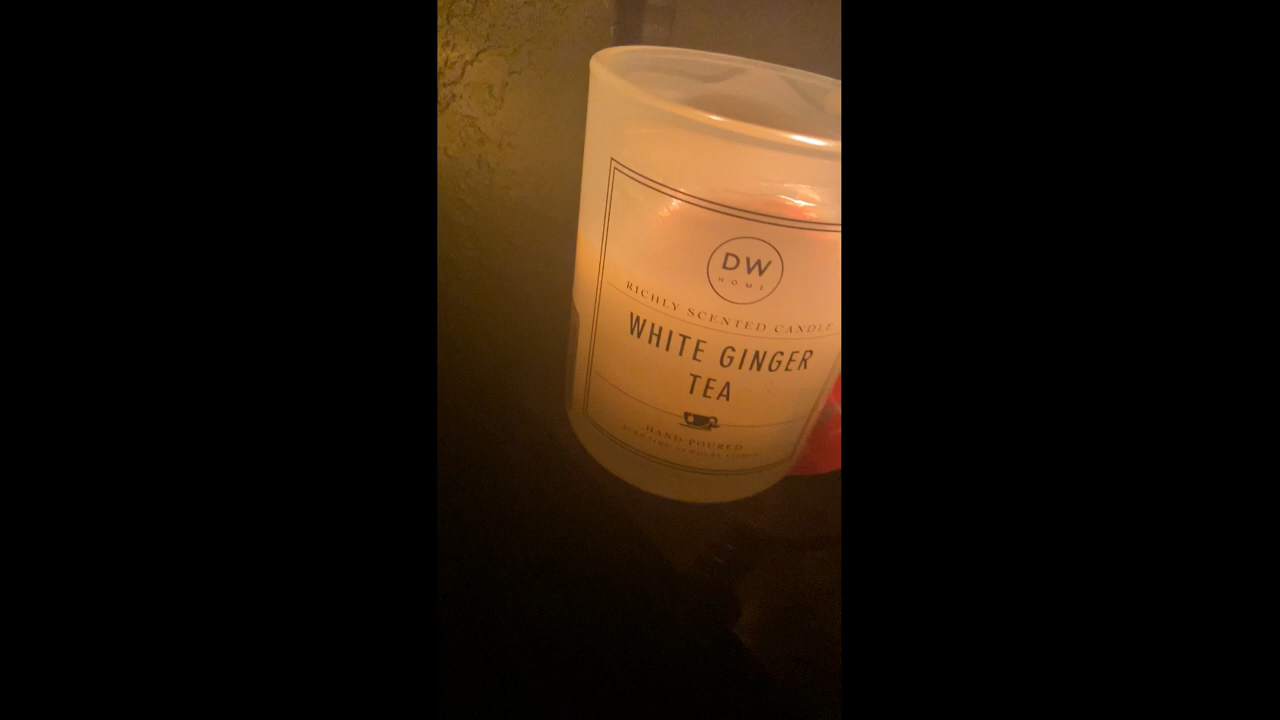 DW
HOME
RICHLY SCENTED CANDLE
WHITE GINGER
TEA
HAND POURED